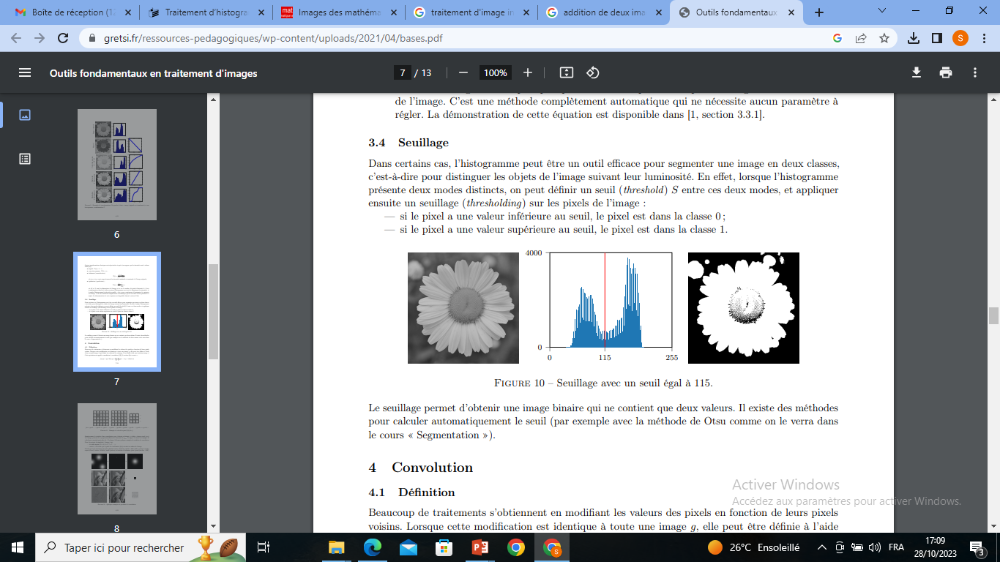 Boîte de réception (12
Traitement d'histogra
Images des mathéma
traitement d'image in
addition de deux ima
Outils fondamentaux
gretsi.fr/ressources-pedagogiques/wp-content/uploads/2021/04/bases.pdf
S
Outils fondamentaux en traitement d'images
7 / 13
100%
6
7
8
de l'image. C'est une méthode complètement automatique qui ne nécessite aucun paramètre à
régler. La démonstration de cette équation est disponible dans [1, section 3.3.1].
3.4 Seuillage
Dans certains cas, l'histogramme peut être un outil efficace pour segmenter une image en deux classes,
c'est-à-dire pour distinguer les objets de l'image suivant leur luminosité. En effet, lorsque l'histogramme
présente deux modes distincts, on peut définir un seuil (threshold) S entre ces deux modes, et appliquer
ensuite un seuillage (thresholding) sur les pixels de l'image :
— si le pixel a une valeur inférieure au seuil, le pixel est dans la classe 0 ;
— si le pixel a une valeur supérieure au seuil, le pixel est dans la classe 1.
4000
0
0 115 255
FIGURE 10 – Seuillage avec un seuil égal à 115.
Le seuillage permet d'obtenir une image binaire qui ne contient que deux valeurs. Il existe des méthodes
pour calculer automatiquement le seuil (par exemple avec la méthode de Otsu comme on le verra dans
le cours « Segmentation »).
4 Convolution
4.1 Définition
Beaucoup de traitements s'obtiennent en modifiant les valeurs des pixels en fonction de leurs pixels
voisins. Lorsque cette modification est identique à toute une image g, elle peut être définie à l'aide
Activer Windows
Accédez aux paramètres pour activer Windows.
Taper ici pour rechercher
26°C Ensoleillé
FRA
17:09
28/10/2023
3